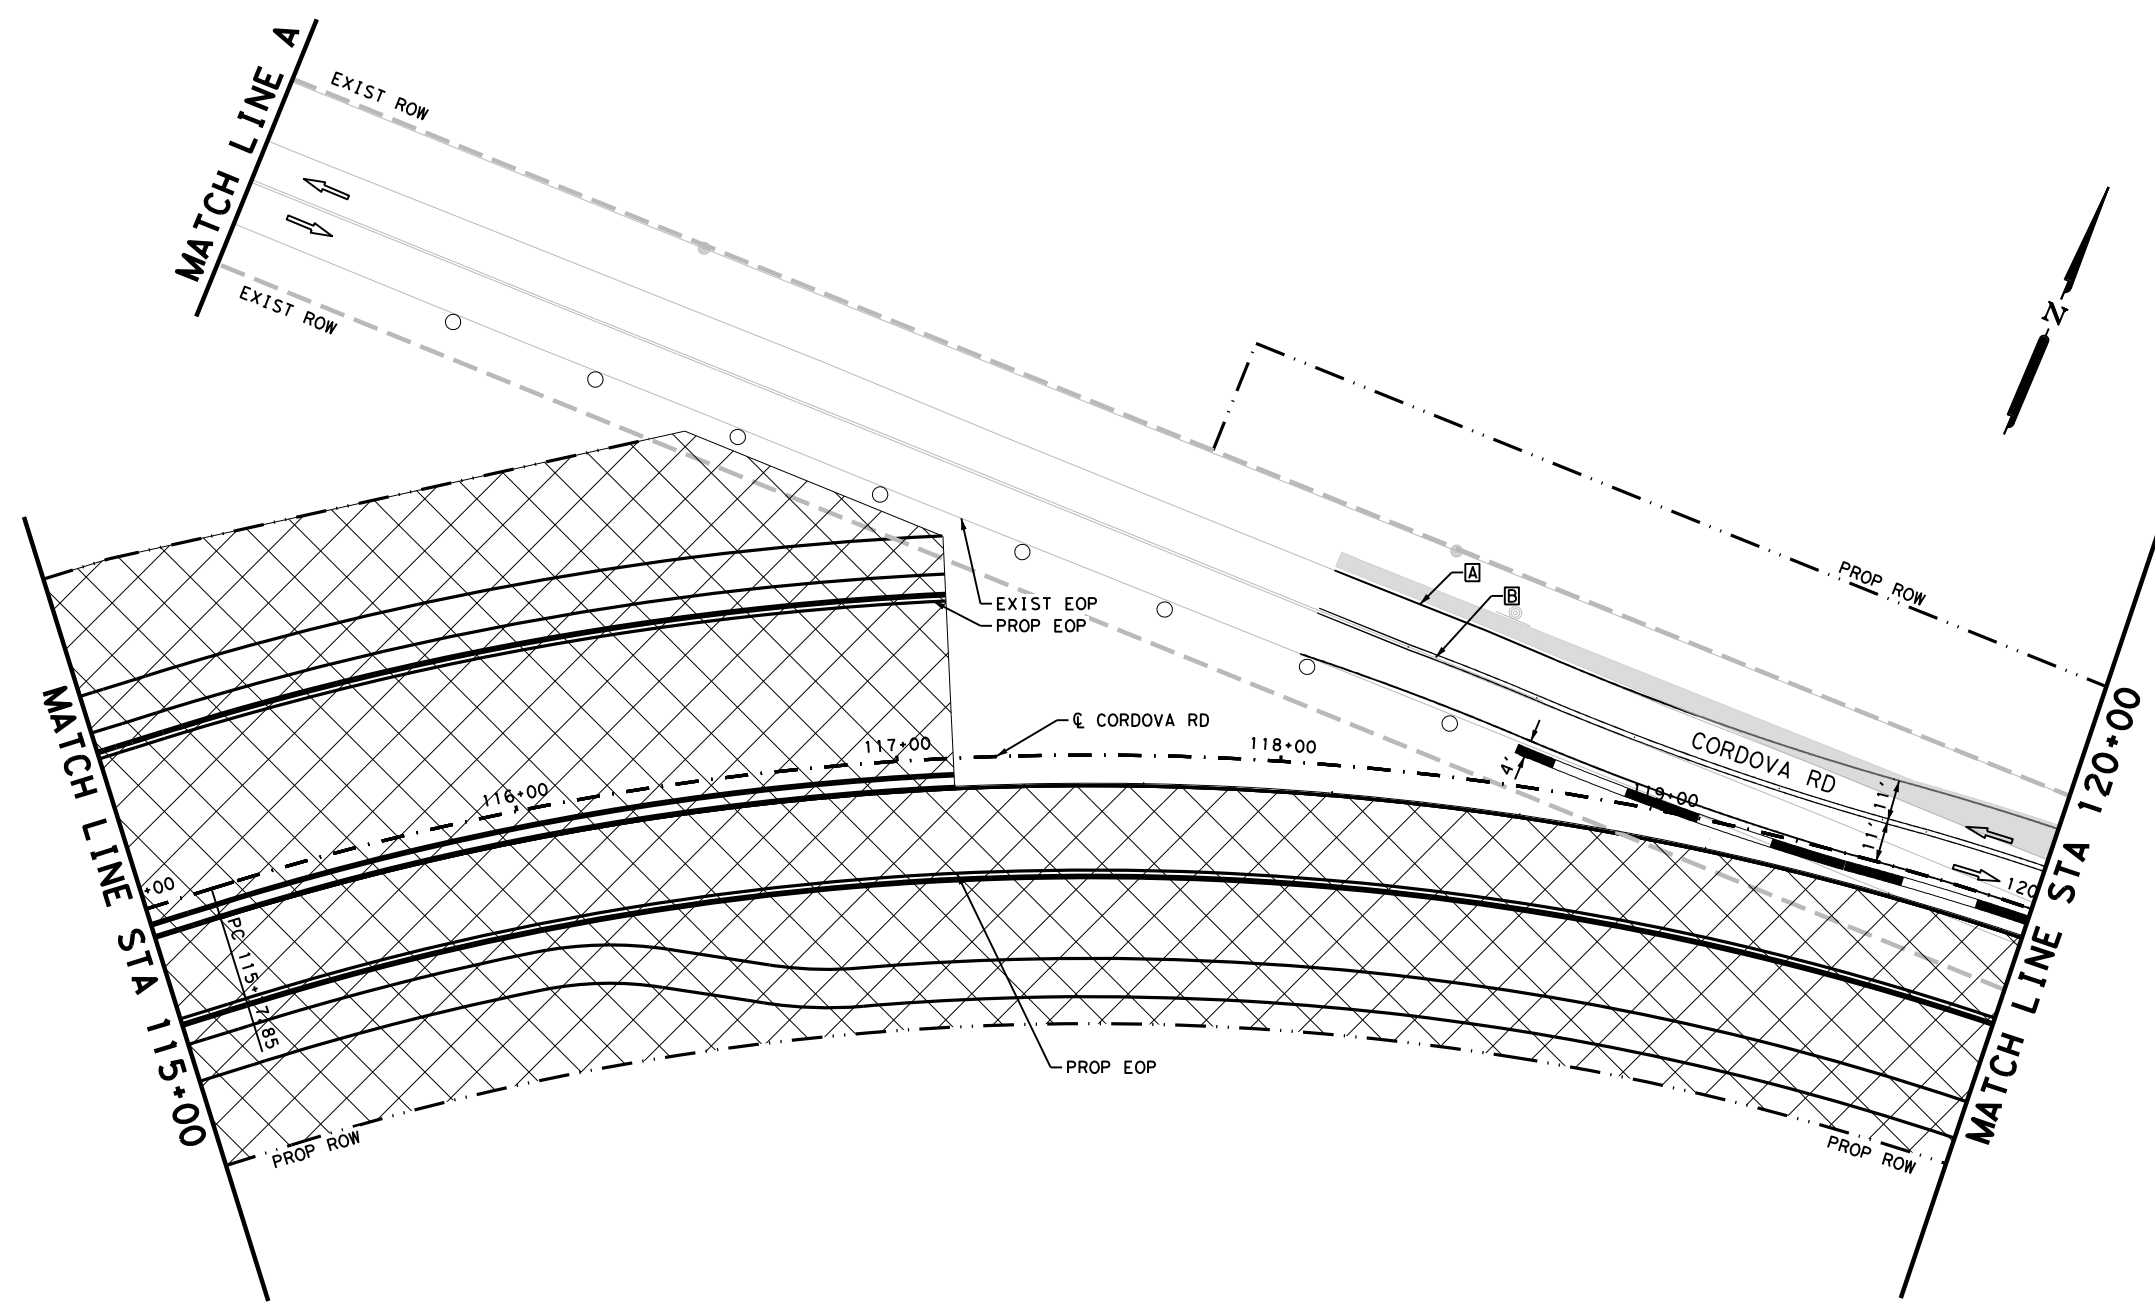 MATCH LINE A
EXIST ROW
EXIST ROW
N
PROP ROW
A
B
EXIST EOP
PROP EOP
℄ CORDOVA RD
117+00
118+00
116+00
119+00
4'
CORDOVA RD
11'
11'
120
+00
PC 115+17.85
MATCH LINE STA 115+00
MATCH LINE STA 120+00
PROP EOP
PROP ROW
PROP ROW